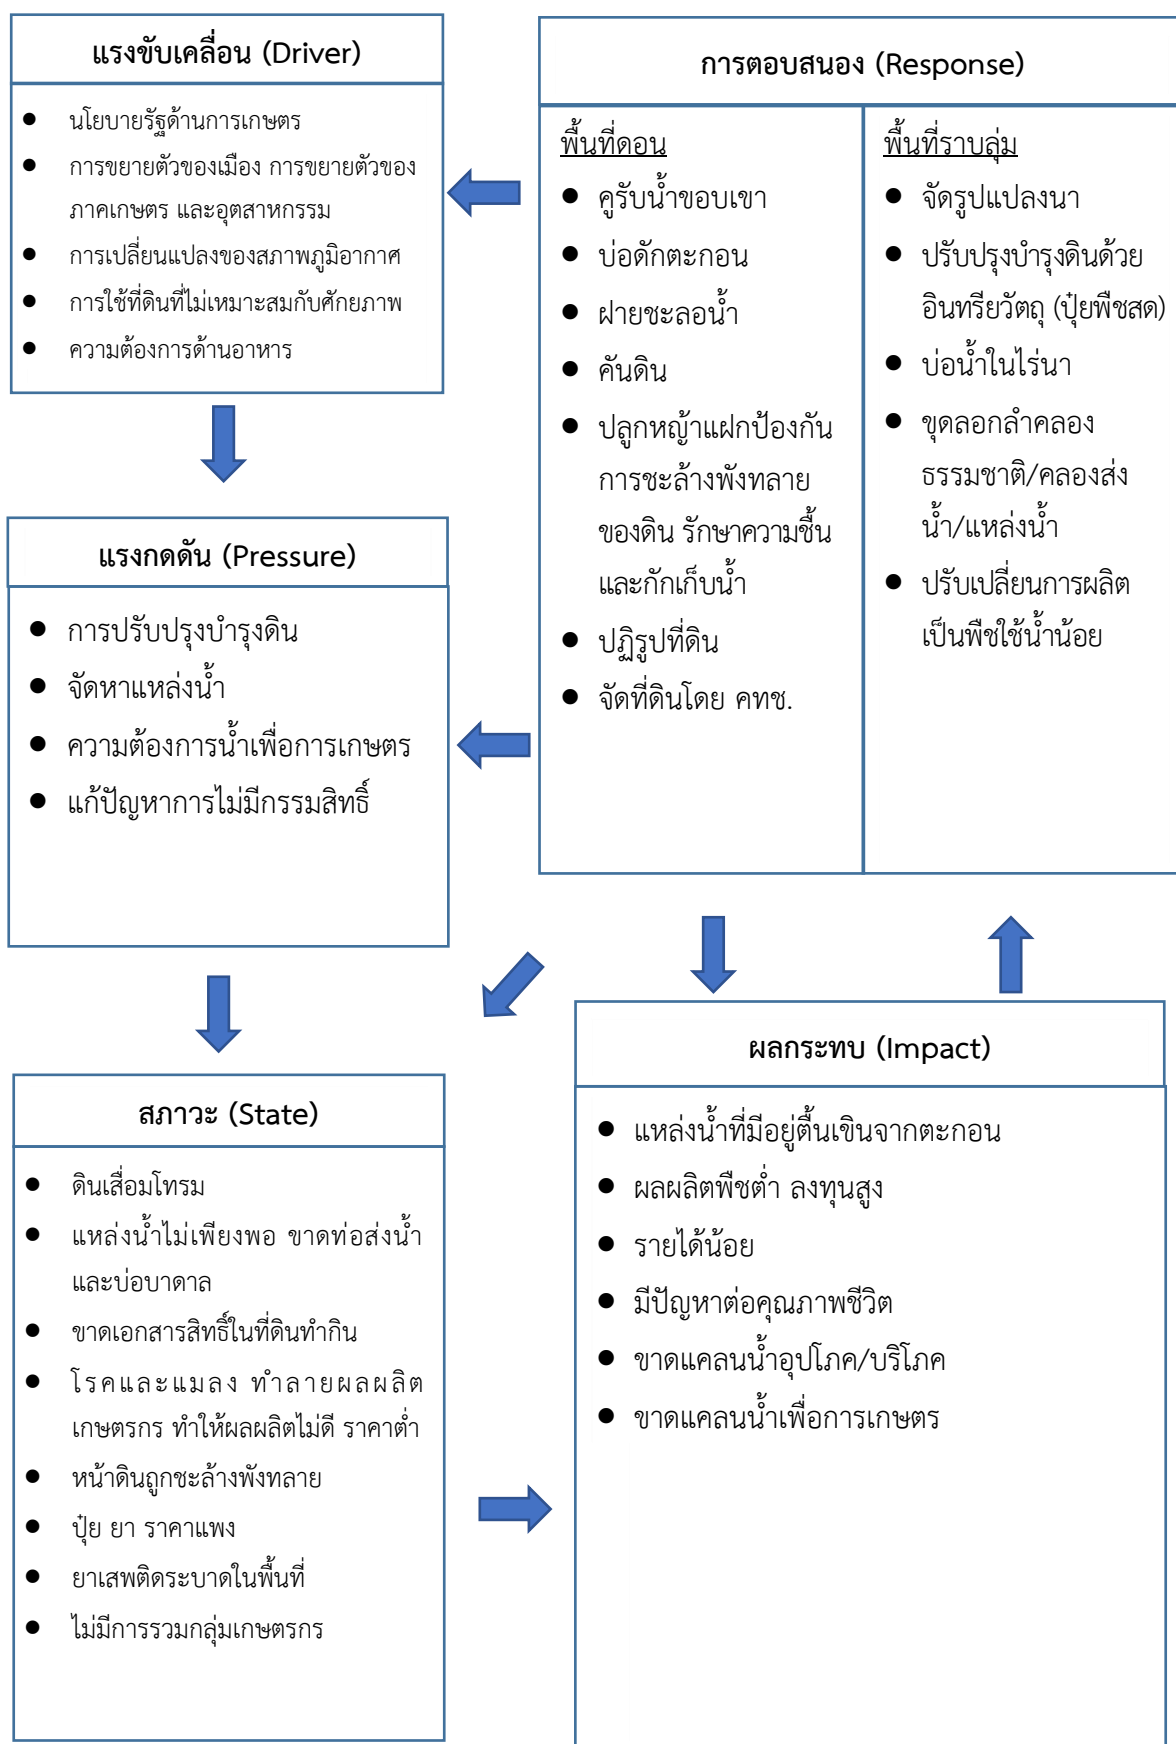 แรงขับเคลื่อน (Driver)
● นโยบายรัฐด้านการเกษตร
● การขยายตัวของเมือง การขยายตัวของ
ภาคเกษตร และอุตสาหกรรม
● การเปลี่ยนแปลงของสภาพภูมิอากาศ
● การใช้ที่ดินที่ไม่เหมาะสมกับศักยภาพ
● ความต้องการด้านอาหาร
การตอบสนอง (Response)
พื้นที่ดอน
● คูรับน้ำขอบเขา
● บ่อดักตะกอน
● ฝายชะลอน้ำ
● คันดิน
● ปลูกหญ้าแฝกป้องกัน
การชะล้างพังทลาย
ของดิน รักษาความชื้น
และกักเก็บน้ำ
● ปฏิรูปที่ดิน
● จัดที่ดินโดย คทช.
พื้นที่ราบลุ่ม
● จัดรูปแปลงนา
● ปรับปรุงบำรุงดินด้วย
อินทรียวัตถุ (ปุ๋ยพืชสด)
● บ่อน้ำในไร่นา
● ขุดลอกลำคลอง
ธรรมชาติ/คลองส่ง
น้ำ/แหล่งน้ำ
● ปรับเปลี่ยนการผลิต
เป็นพืชใช้น้ำน้อย
แรงกดดัน (Pressure)
● การปรับปรุงบำรุงดิน
● จัดหาแหล่งน้ำ
● ความต้องการน้ำเพื่อการเกษตร
● แก้ปัญหาการไม่มีกรรมสิทธิ์
สภาวะ (State)
● ดินเสื่อมโทรม
● แหล่งน้ำไม่เพียงพอ ขาดท่อส่งน้ำ
และบ่อบาดาล
● ขาดเอกสารสิทธิ์ในที่ดินทำกิน
● โรคและแมลง ทำลายผลผลิต
เกษตรกร ทำให้ผลผลิตไม่ดี ราคาต่ำ
● หน้าดินถูกชะล้างพังทลาย
● ปุ๋ย ยา ราคาแพง
● ยาเสพติดระบาดในพื้นที่
● ไม่มีการรวมกลุ่มเกษตรกร
ผลกระทบ (Impact)
● แหล่งน้ำที่มีอยู่ตื้นเขินจากตะกอน
● ผลผลิตพืชต่ำ ลงทุนสูง
● รายได้น้อย
● มีปัญหาต่อคุณภาพชีวิต
● ขาดแคลนน้ำอุปโภค/บริโภค
● ขาดแคลนน้ำเพื่อการเกษตร